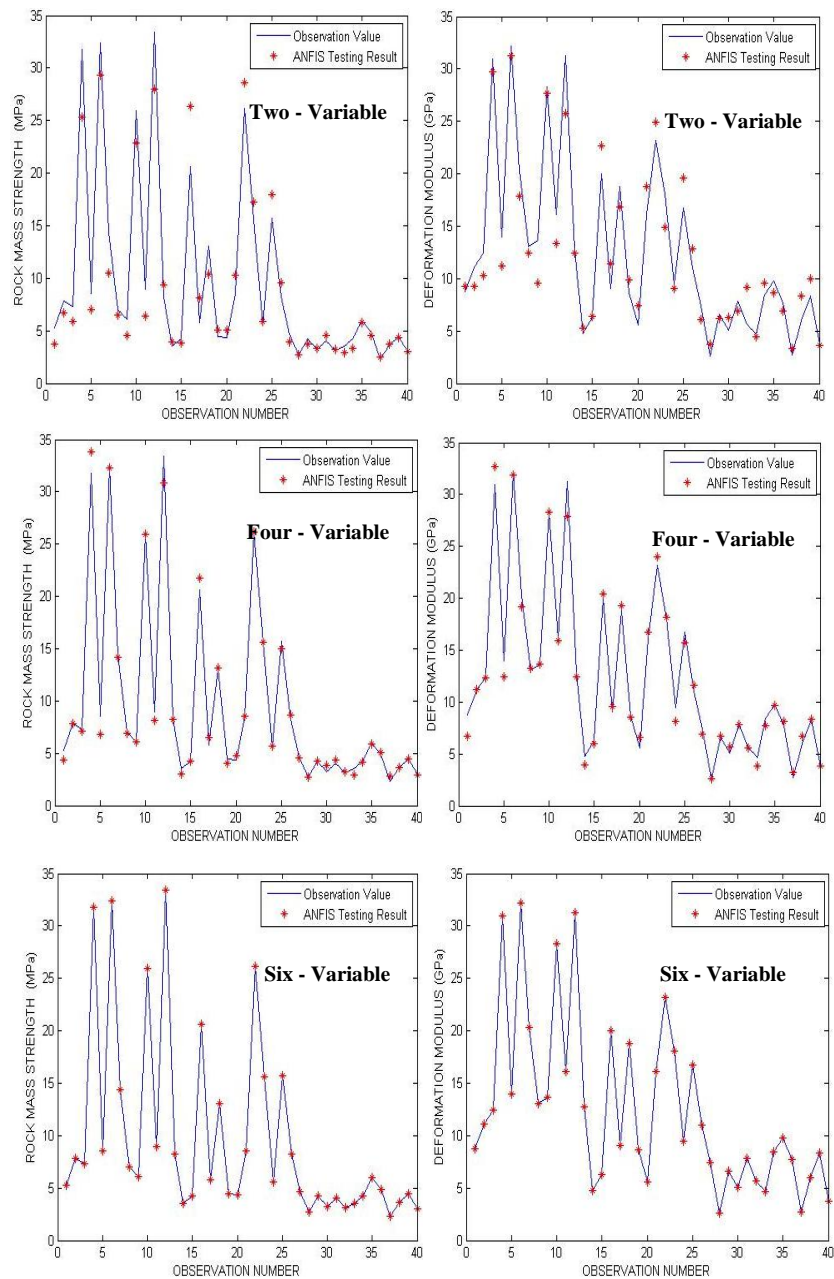 35
30
25
20
15
10
5
0
0 5 10 15 20 25 30 35 40
ROCK MASS STRENGTH (MPa)
OBSERVATION NUMBER
Observation Value
ANFIS Testing Result
Two - Variable
35
30
25
20
15
10
5
0
0 5 10 15 20 25 30 35 40
DEFORMATION MODULUS (GPa)
OBSERVATION NUMBER
Observation Value
ANFIS Testing Result
Two - Variable
35
30
25
20
15
10
5
0
0 5 10 15 20 25 30 35 40
ROCK MASS STRENGTH (MPa)
OBSERVATION NUMBER
Observation Value
ANFIS Testing Result
Four - Variable
35
30
25
20
15
10
5
0
0 5 10 15 20 25 30 35 40
DEFORMATION MODULUS (GPa)
OBSERVATION NUMBER
Observation Value
ANFIS Testing Result
Four - Variable
35
30
25
20
15
10
5
0
0 5 10 15 20 25 30 35 40
ROCK MASS STRENGTH (MPa)
OBSERVATION NUMBER
Observation Value
ANFIS Testing Result
Six - Variable
35
30
25
20
15
10
5
0
0 5 10 15 20 25 30 35 40
DEFORMATION MODULUS (GPa)
OBSERVATION NUMBER
Observation Value
ANFIS Testing Result
Six - Variable